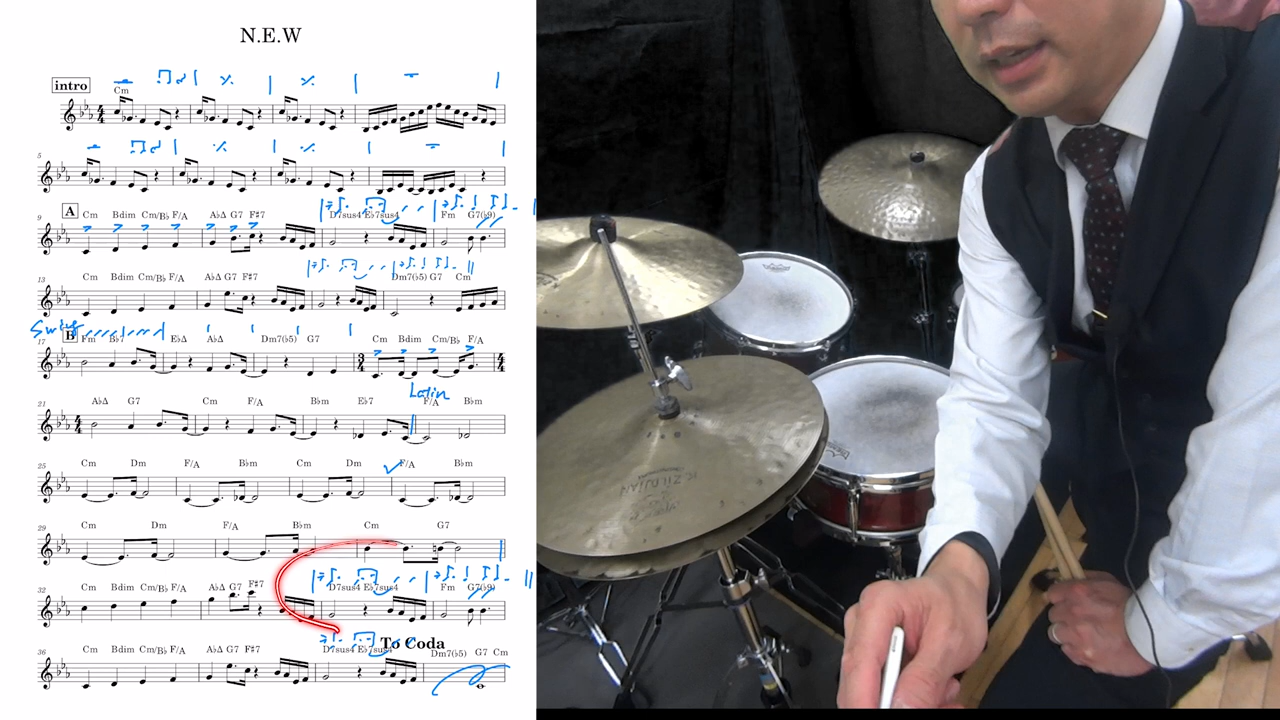 N.E.W
intro
Cm
5
9
A
Cm Bdim Cm/B♭ F/A A♭Δ G7 F#7 D7sus4 E♭7sus4 Fm G7(♭9)
13
Cm Bdim Cm/B♭ F/A A♭Δ G7 F#7 Dm7(♭5) G7 Cm
Swing
17
B
Fm B♭7 E♭Δ A♭Δ Dm7(♭5) G7 Cm Bdim Cm/B♭ F/A
Latin
21
A♭Δ G7 Cm F/A B♭m E♭7 F/A B♭m
25
Cm Dm F/A B♭m Cm Dm F/A B♭m
29
Cm Dm F/A B♭m Cm G7
32
Cm Bdim Cm/B♭ F/A A♭Δ G7 F#7 D7sus4 E♭7sus4 Fm G7(♭9)
To Coda
36
Cm Bdim Cm/B♭ F/A A♭Δ G7 F#7 D7sus4 E♭7sus4 Dm7(♭5) G7 Cm
K ZILDJIAN
REMO